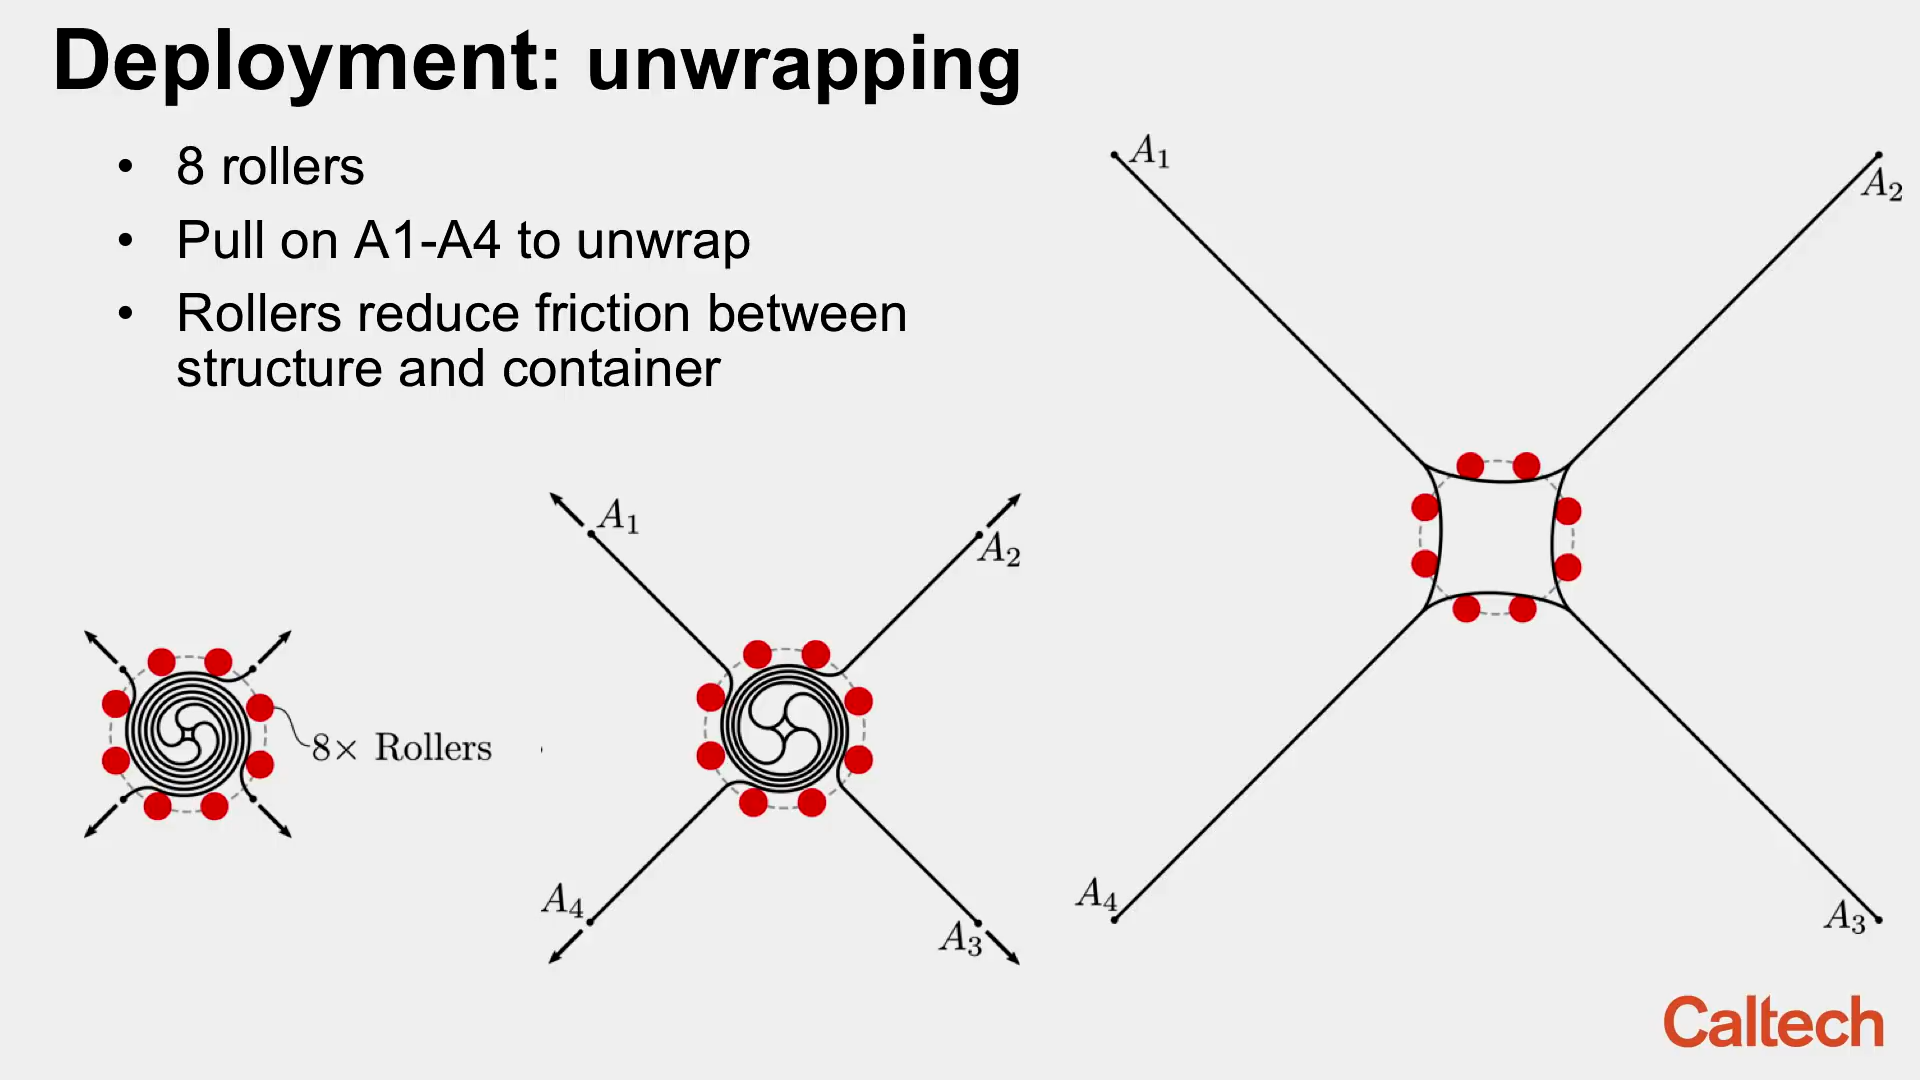 Deployment: unwrapping
• 8 rollers
• Pull on A1-A4 to unwrap
• Rollers reduce friction between
structure and container
8× Rollers
A₁
A₂
A₄
A₃
A₁
A₂
A₄
A₃
Caltech